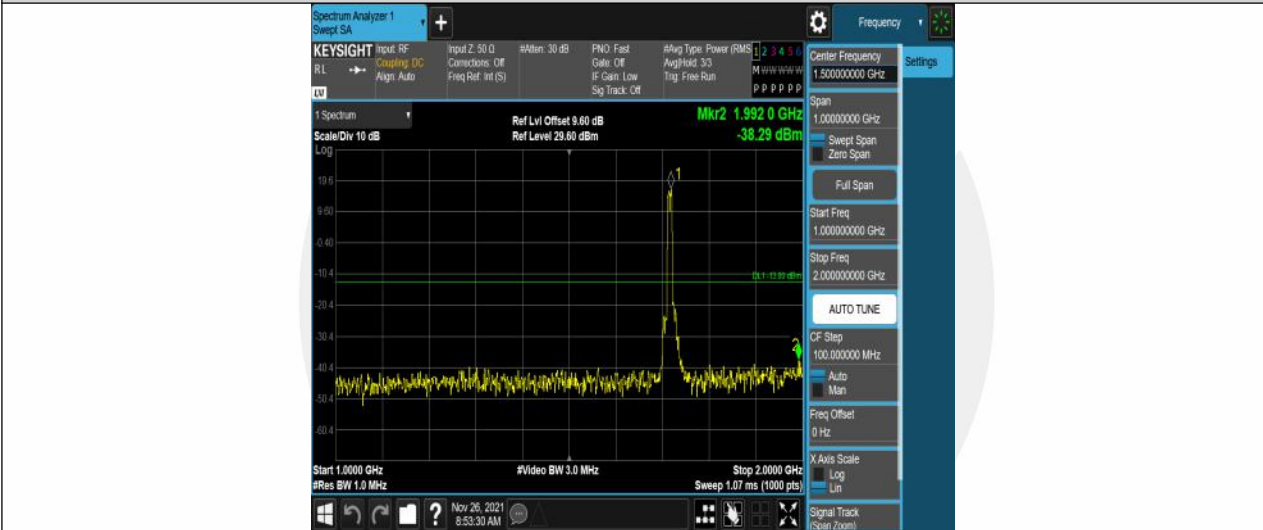 Spectrum Analyzer 1
Swept SA
+
Frequency
KEYSIGHT
RL
LV
Input: RF
Coupling: DC
Align: Auto
Input Z: 50 Ω
Corrections: Off
Freq Ref: Int (S)
#Atten: 30 dB
PNO: Fast
Gate: Off
IF Gain: Low
Sig Track: Off
#Avg Type: Power (RMS
Avg|Hold: 3/3
Trig: Free Run
1 2 3 4 5 6
M W W W W W
P P P P P P
Settings
Center Frequency
1.500000000 GHz
Span
1.00000000 GHz
Swept Span
Zero Span
Full Span
Start Freq
1.000000000 GHz
Stop Freq
2.000000000 GHz
AUTO TUNE
CF Step
100.000000 MHz
Auto
Man
Freq Offset
0 Hz
X Axis Scale
Log
Lin
Signal Track
(Span Zoom)
1 Spectrum
Scale/Div 10 dB
Log
Ref Lvl Offset 9.60 dB
Ref Level 29.60 dBm
Mkr2 1.992 0 GHz
-38.29 dBm
1
19.6
9.60
-0.40
-10.4
DL1 -13.00 dBm
-20.4
-30.4
2
-40.4
-50.4
-60.4
Start 1.0000 GHz
#Video BW 3.0 MHz
Stop 2.0000 GHz
#Res BW 1.0 MHz
Sweep 1.07 ms (1000 pts)
?
Nov 26, 2021
8:53:30 AM